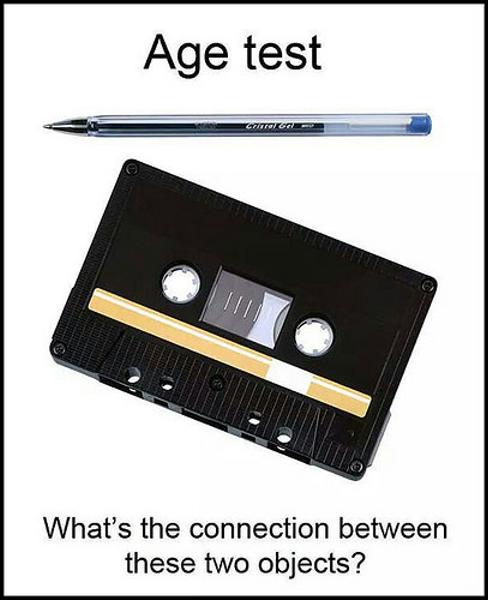 Age test
Cristal Gel
What's the connection between
these two objects?